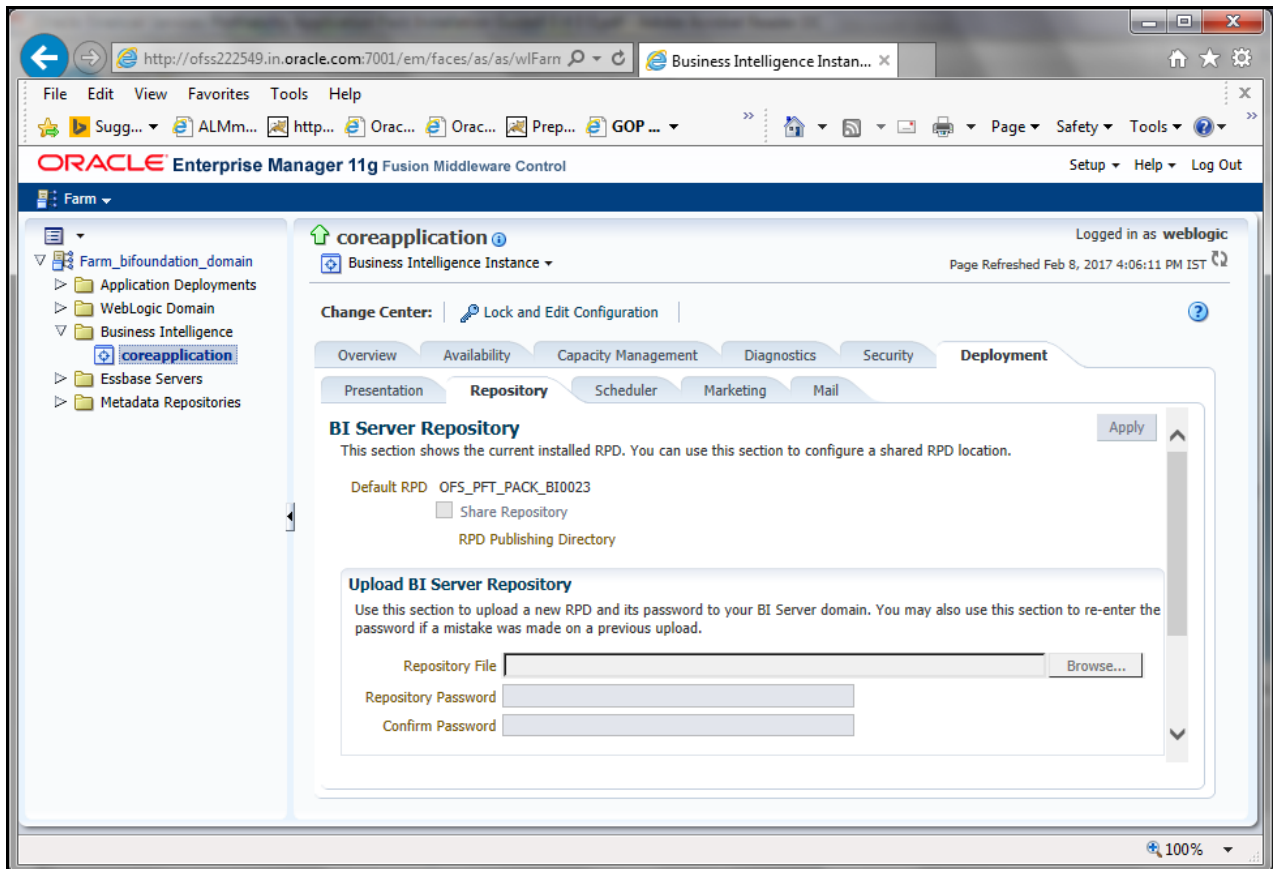 http://ofss222549.in.oracle.com:7001/em/faces/as/as/wlFarn
Business Intelligence Instan...
File Edit View Favorites Tools Help
Sugg... ALMm... http... Orac... Orac... Prep... GOP ... Page Safety Tools
ORACLE Enterprise Manager 11g Fusion Middleware Control
Setup Help Log Out
Farm
Farm_bifoundation_domain
Application Deployments
WebLogic Domain
Business Intelligence
coreapplication
Essbase Servers
Metadata Repositories
coreapplication
Logged in as weblogic
Business Intelligence Instance
Page Refreshed Feb 8, 2017 4:06:11 PM IST
Change Center: Lock and Edit Configuration
Overview Availability Capacity Management Diagnostics Security Deployment
Presentation Repository Scheduler Marketing Mail
BI Server Repository
Apply
This section shows the current installed RPD. You can use this section to configure a shared RPD location.
Default RPD OFS_PFT_PACK_BI0023
Share Repository
RPD Publishing Directory
Upload BI Server Repository
Use this section to upload a new RPD and its password to your BI Server domain. You may also use this section to re-enter the
password if a mistake was made on a previous upload.
Repository File Browse...
Repository Password
Confirm Password
100%